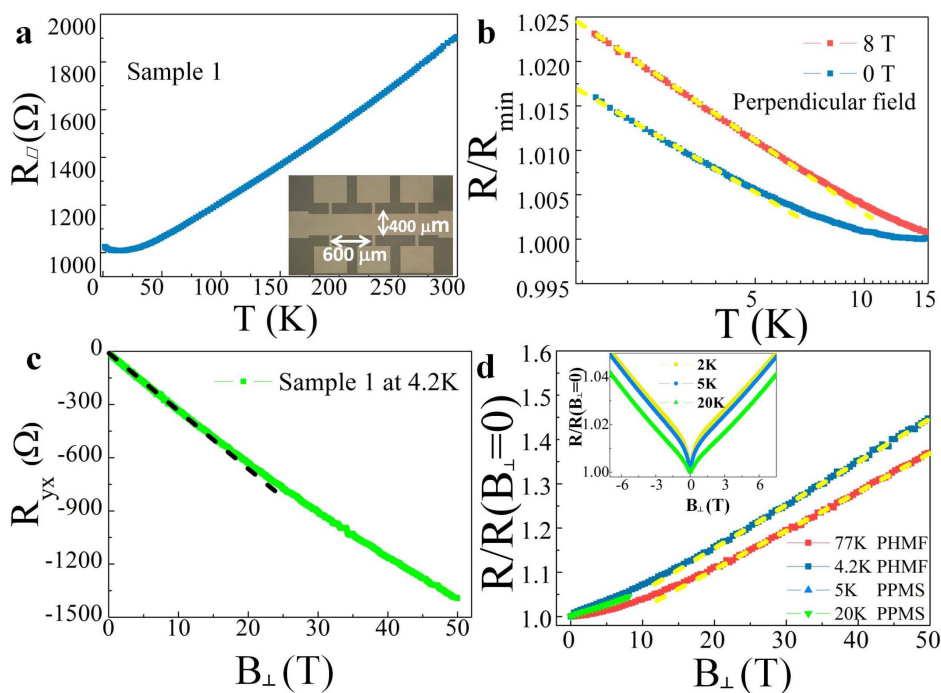 a
2000
1800
1600
1400
1200
1000
R□(Ω)
Sample 1
400 μm
600 μm
0
50
100
150
200
250
300
T (K)
b
1.025
1.020
1.015
1.010
1.005
1.000
0.995
R/Rmin
8 T
0 T
Perpendicular field
5
10
15
T (K)
c
0
-300
-600
-900
-1200
-1500
Ryx(Ω)
Sample 1 at 4.2K
0
10
20
30
40
50
B⊥(T)
d
1.6
1.5
1.4
1.3
1.2
1.1
1.0
R/R(B⊥=0)
1.04
1.02
1.00
R/R(B⊥=0)
2K
5K
20K
-6
-3
0
3
6
B⊥(T)
77K PHMF
4.2K PHMF
5K PPMS
20K PPMS
0
10
20
30
40
50
B⊥(T)